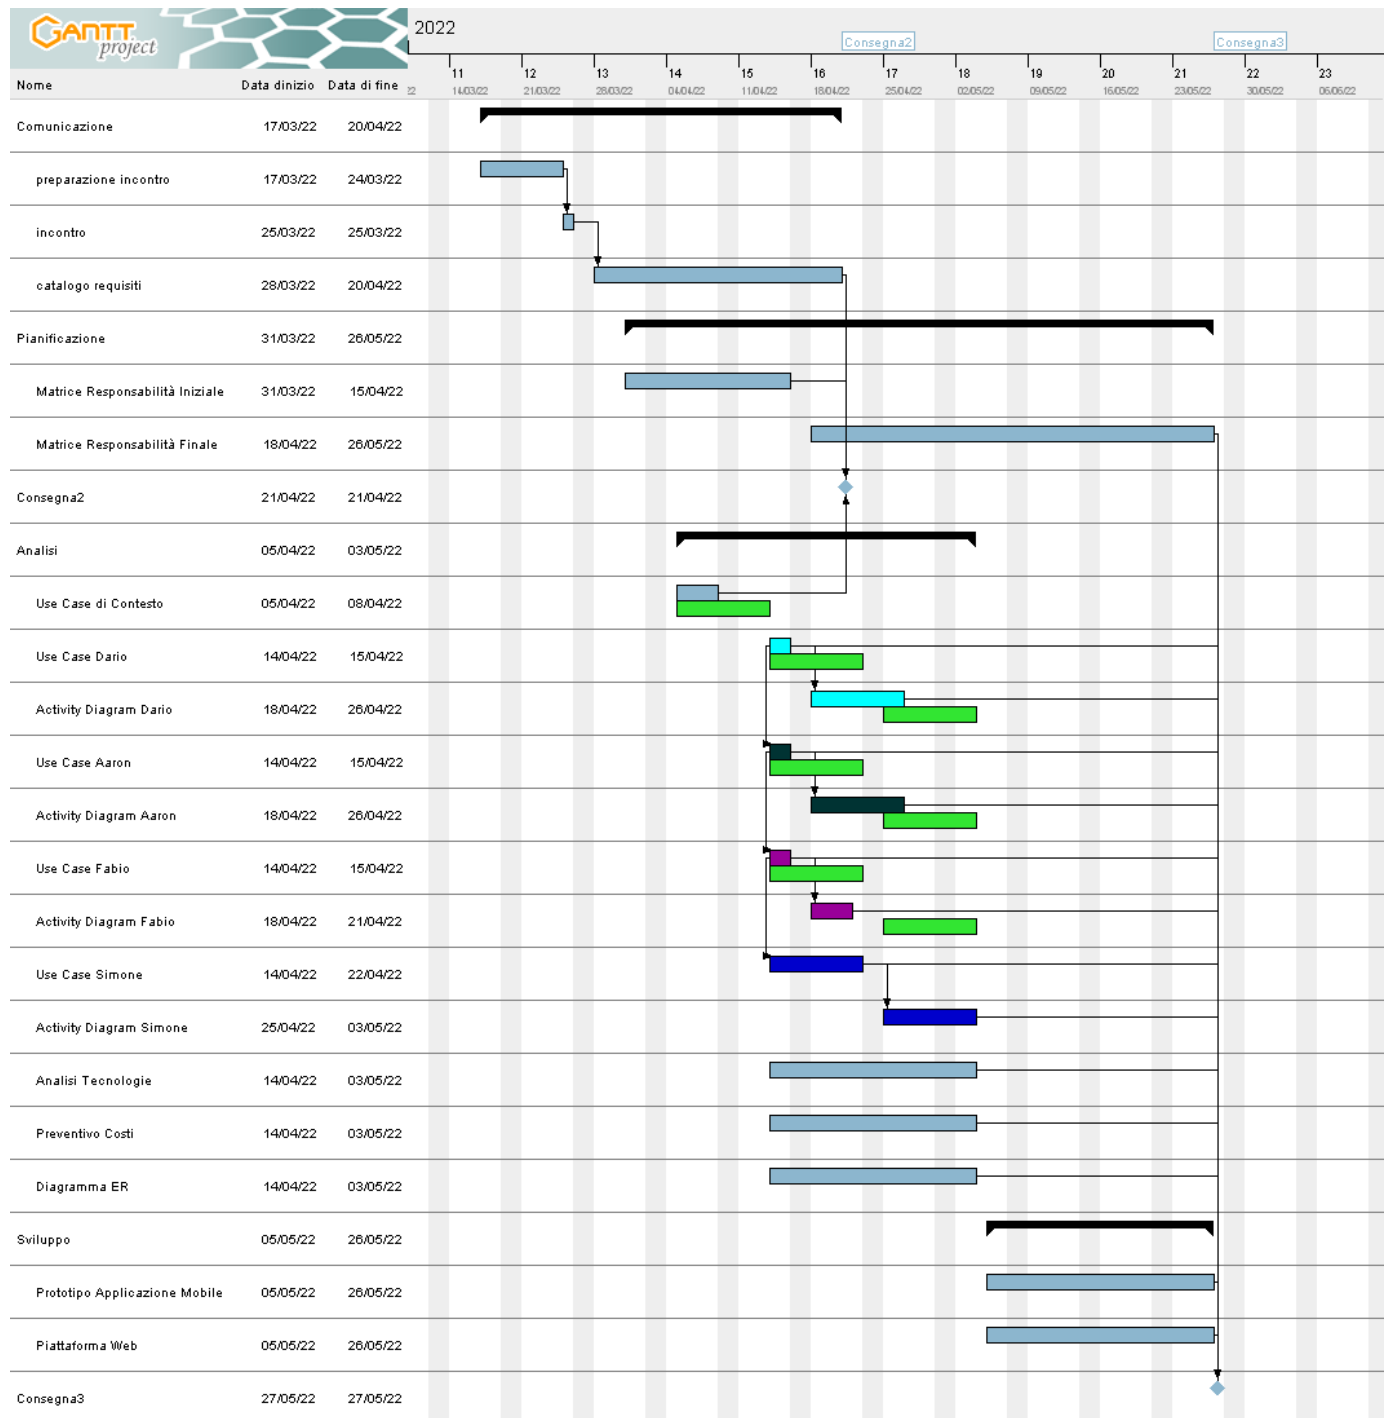 GANTT
project
2022
Consegna2
Consegna3
11 12 13 14 15 16 17 18 19 20 21 22 23
Nome Data dinizio Data di fine
22 14/03/22 21/03/22 28/03/22 04/04/22 11/04/22 18/04/22 25/04/22 02/05/22 09/05/22 16/05/22 23/05/22 30/05/22 06/06/22
Comunicazione 17/03/22 20/04/22
preparazione incontro 17/03/22 24/03/22
incontro 25/03/22 25/03/22
catalogo requisiti 28/03/22 20/04/22
Pianificazione 31/03/22 26/05/22
Matrice Responsabilità Iniziale 31/03/22 15/04/22
Matrice Responsabilità Finale 18/04/22 26/05/22
Consegna2 21/04/22 21/04/22
Analisi 05/04/22 03/05/22
Use Case di Contesto 05/04/22 08/04/22
Use Case Dario 14/04/22 15/04/22
Activity Diagram Dario 18/04/22 26/04/22
Use Case Aaron 14/04/22 15/04/22
Activity Diagram Aaron 18/04/22 26/04/22
Use Case Fabio 14/04/22 15/04/22
Activity Diagram Fabio 18/04/22 21/04/22
Use Case Simone 14/04/22 22/04/22
Activity Diagram Simone 25/04/22 03/05/22
Analisi Tecnologie 14/04/22 03/05/22
Preventivo Costi 14/04/22 03/05/22
Diagramma ER 14/04/22 03/05/22
Sviluppo 05/05/22 26/05/22
Prototipo Applicazione Mobile 05/05/22 26/05/22
Piattaforma Web 05/05/22 26/05/22
Consegna3 27/05/22 27/05/22